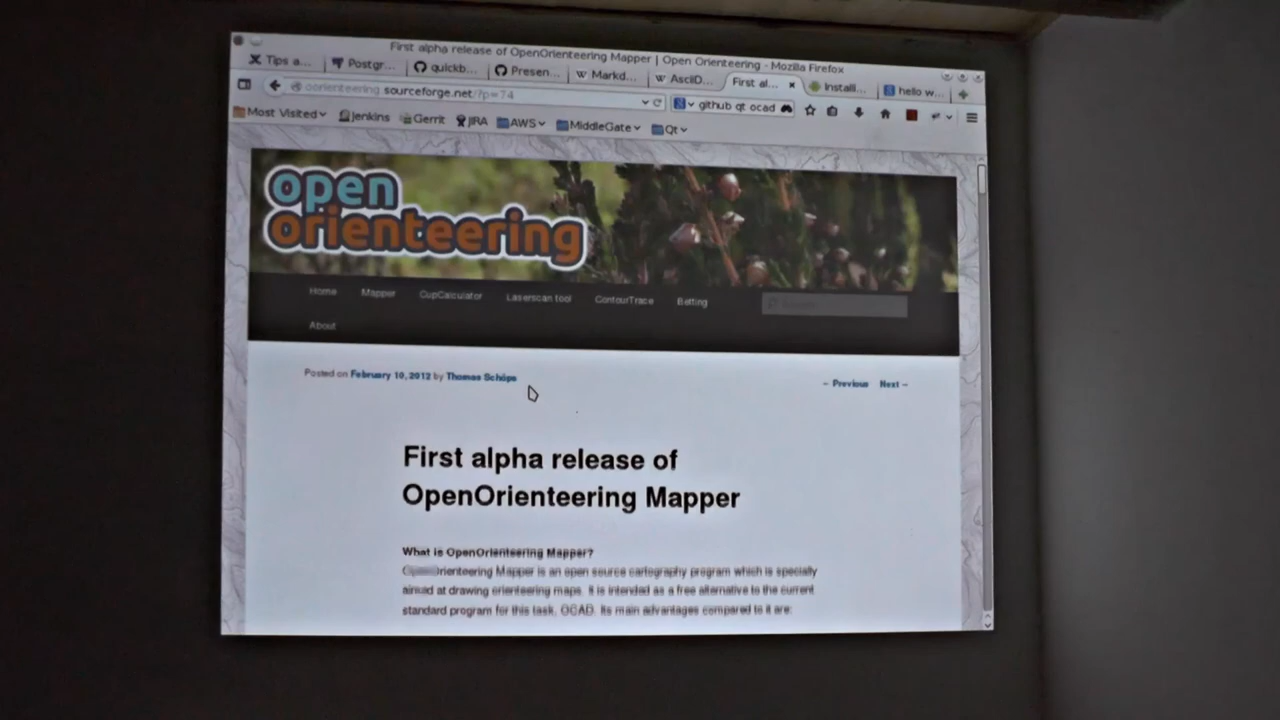 First alpha release of OpenOrienteering Mapper | Open Orienteering - Mozilla Firefox
Tips a... Postgr... quickb... Presen... Markd... AsciiD... First al... Installi... hello w...
oorienteering.sourceforge.net/?p=74 github qt ocad
Most Visited Jenkins Gerrit JIRA AWS MiddleGate Qt
open
orienteering
Home Mapper CupCalculator Laserscan tool ContourTrace Betting
About
Posted on February 10, 2012 by Thomas Schöps ← Previous Next →
First alpha release of
OpenOrienteering Mapper
What is OpenOrienteering Mapper?
OpenOrienteering Mapper is an open source cartography program which is specially
aimed at drawing orienteering maps. It is intended as a free alternative to the current
standard program for this task, OCAD. Its main advantages compared to it are: